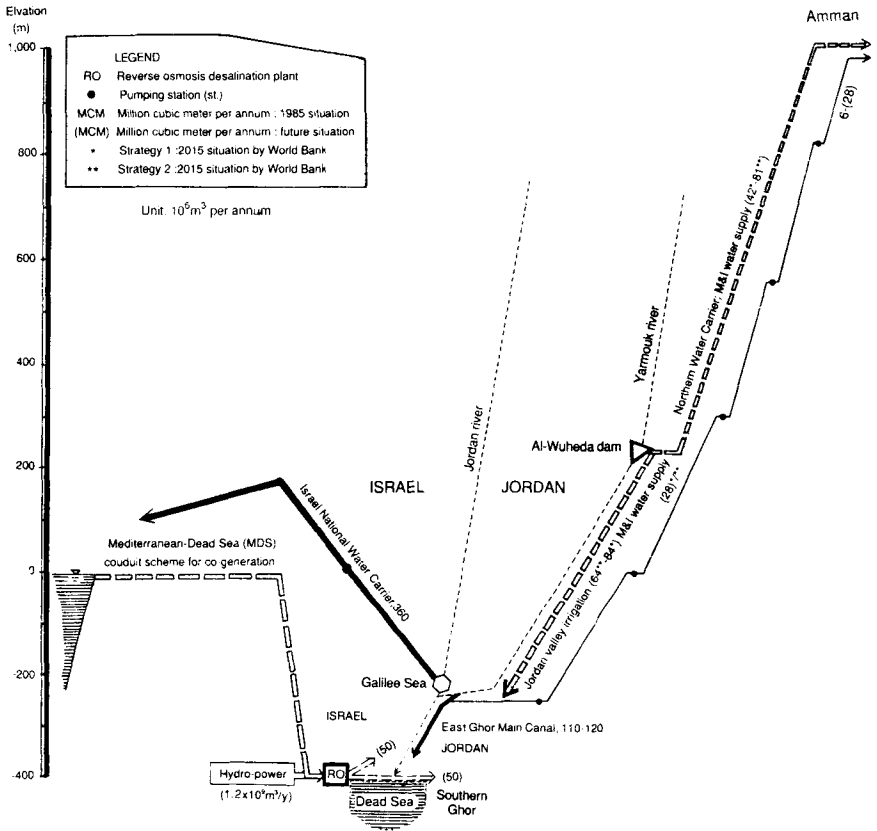 Elvation
(m)
Amman
1,000
800
600
400
200
0
-200
-400
LEGEND
RO Reverse osmosis desalination plant
● Pumping station (st.)
MCM Million cubic meter per annum : 1985 situation
(MCM) Million cubic meter per annum : future situation
* Strategy 1 :2015 situation by World Bank
** Strategy 2 :2015 situation by World Bank
Unit: 10⁶m³ per annum
6-(28)
Northern Water Carrier; M&I water supply (42*-81**)
Yarmouk river
Jordan river
Al-Wuheda dam
ISRAEL
JORDAN
Israel National Water Carrier,360
Mediterranean-Dead Sea (MDS)
couduit scheme for co-generation
Jordan valley irrigation (64**-84*) M&I water supply
(28)*/**
Galilee Sea
ISRAEL
East Ghor Main Canal, 110-120
JORDAN
(50)
Hydro-power
(1.2x10⁹m³/y)
RO
(50)
Dead Sea
Southern
Ghor